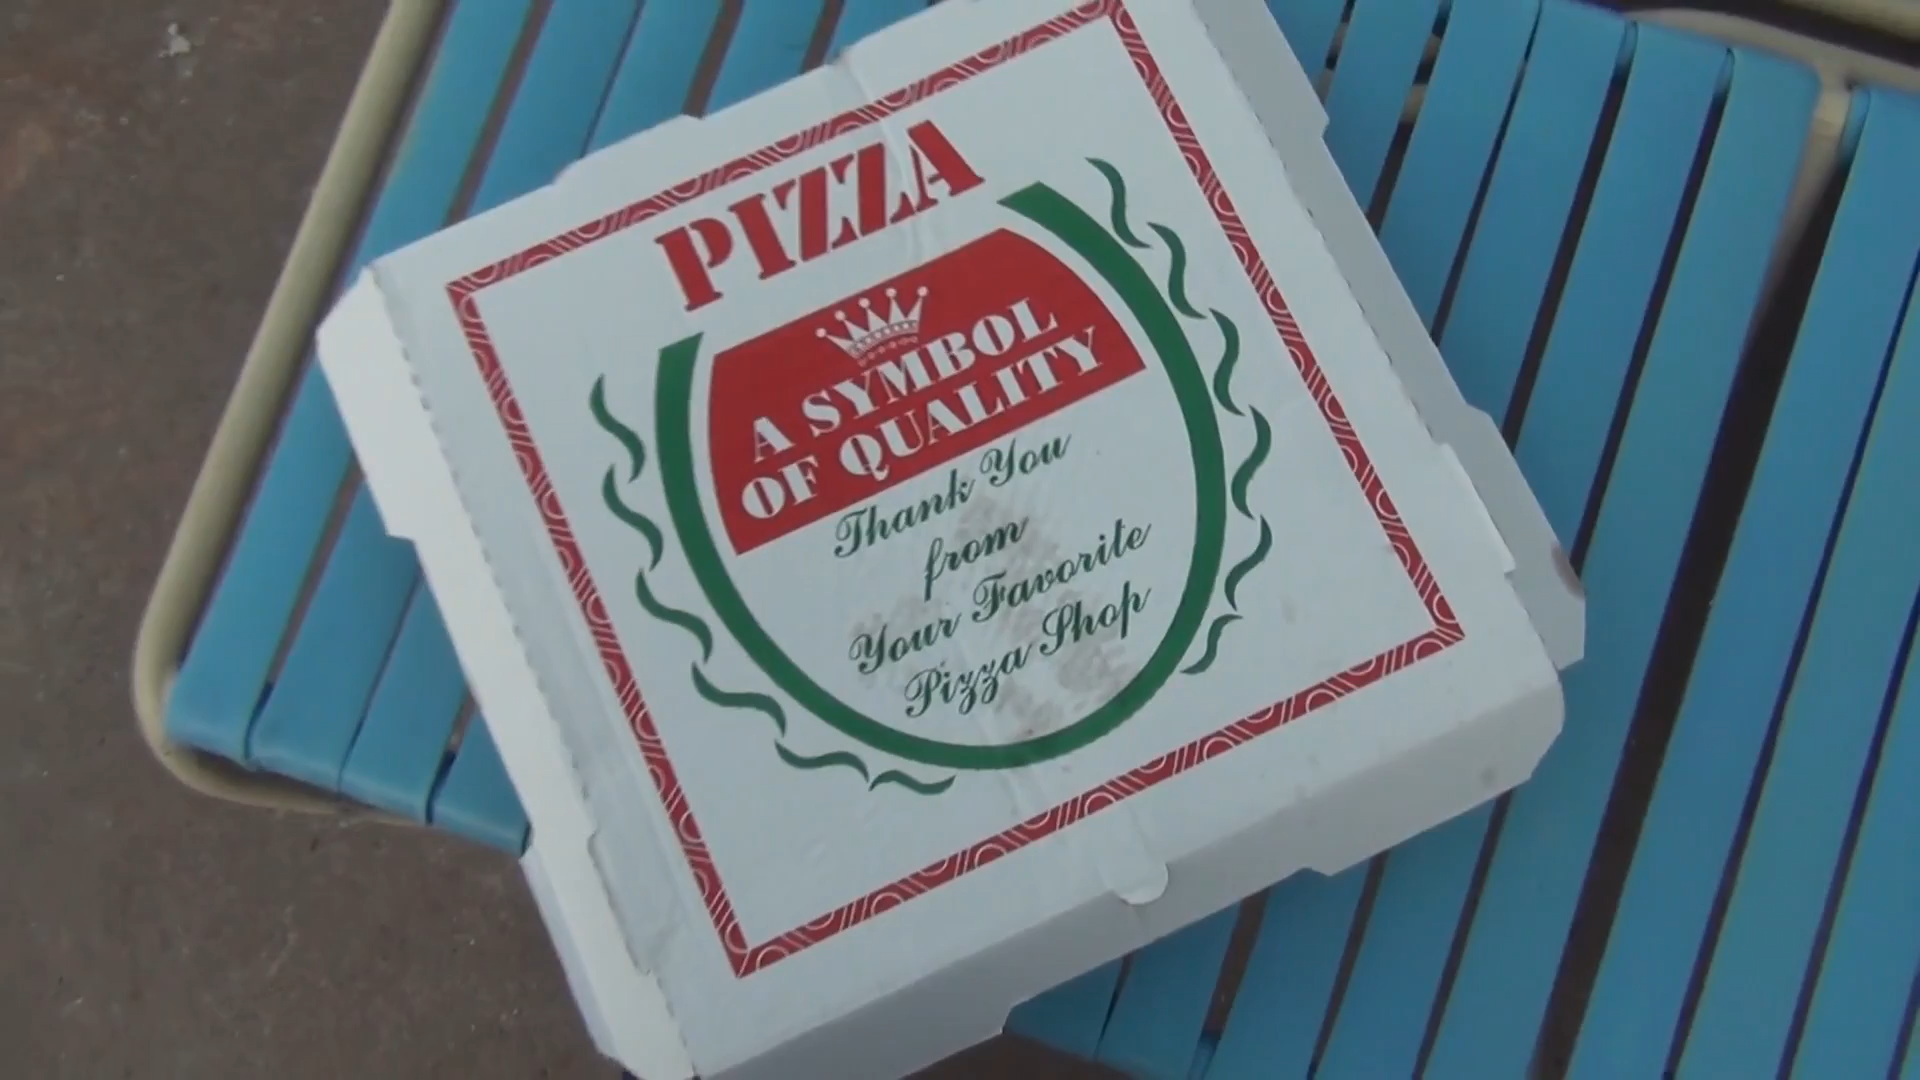 PIZZA
A SYMBOL
OF QUALITY
Thank You
from
Your Favorite
Pizza Shop